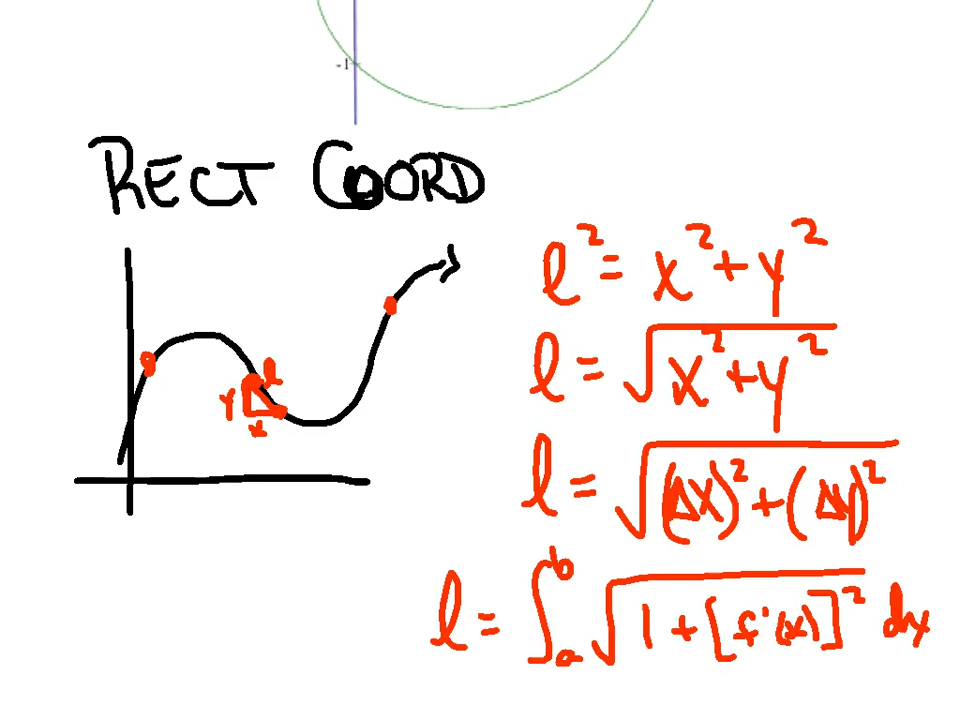 -1
RECT COORD
l² = x² + y²
l = √(x² + y²)
l
y
x
l = √((Δx)² + (Δy)²)
l = ∫ₐᵇ √(1 + [f'(x)]²) dx